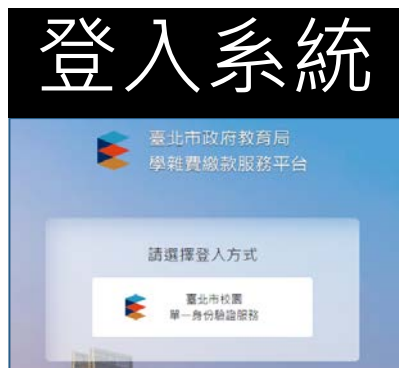 登入系統
臺北市政府教育局
學雜費繳款服務平台
請選擇登入方式
臺北市校園
單一身份驗證服務